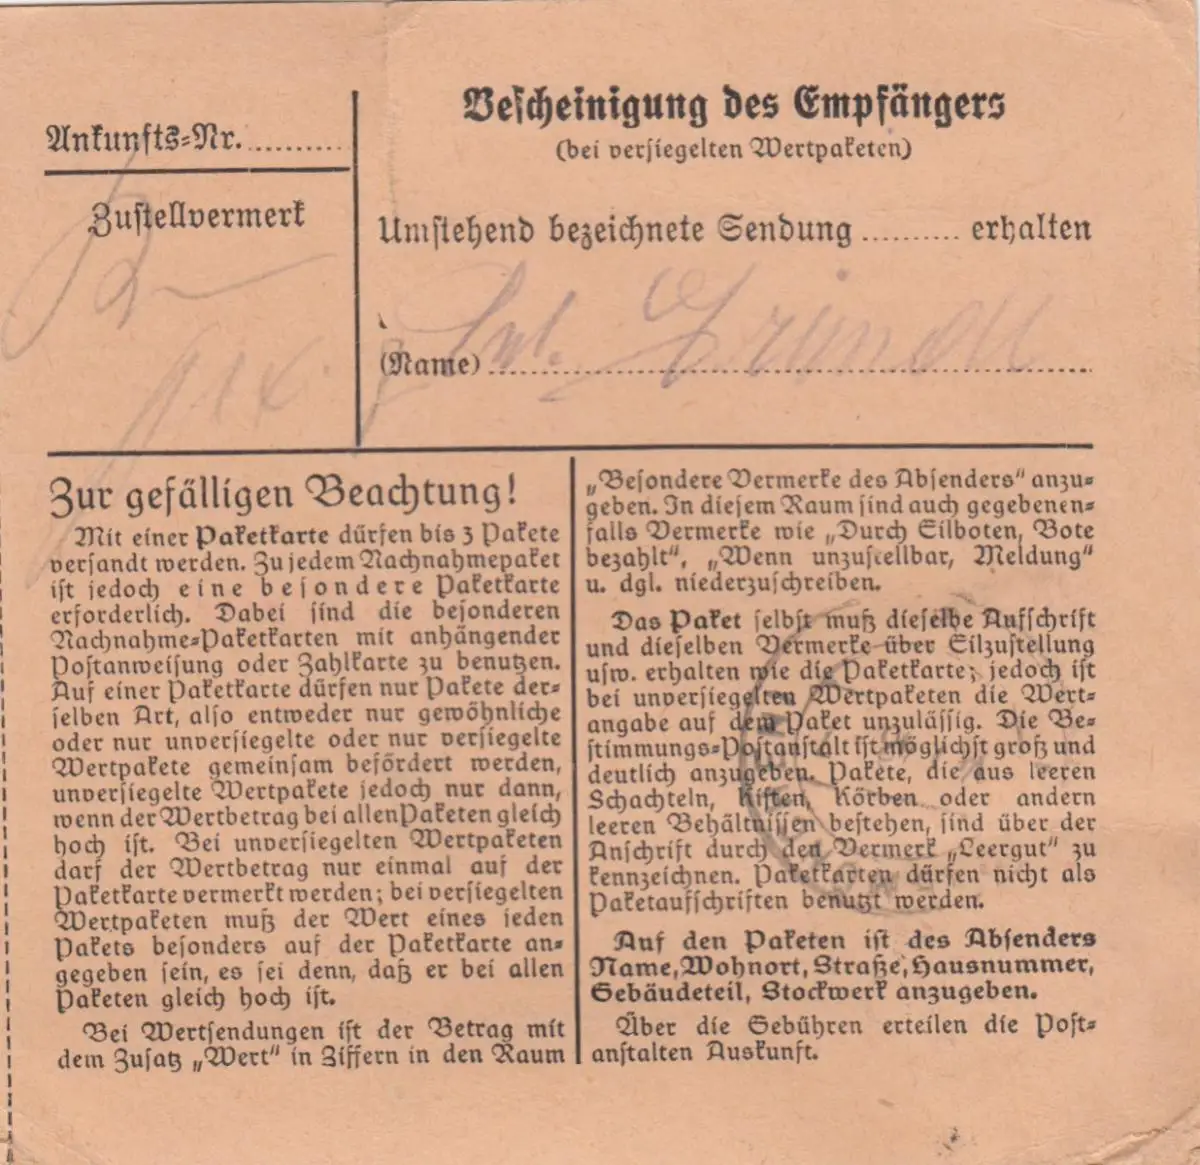 Ankunfts-Nr. ..........
Zustellvermerk
Bescheinigung des Empfängers
(bei versiegelten Wertpaketen)
Umstehend bezeichnete Sendung .......... erhalten
(Name)
Zur gefälligen Beachtung!
Mit einer Paketkarte dürfen bis 3 Pakete
versandt werden. Zu jedem Nachnahmepaket
ist jedoch eine besondere Paketkarte
erforderlich. Dabei sind die besonderen
Nachnahme-Paketkarten mit anhängender
Postanweisung oder Zahlkarte zu benutzen.
Auf einer Paketkarte dürfen nur Pakete der-
selben Art, also entweder nur gewöhnliche
oder nur unversiegelte oder nur versiegelte
Wertpakete gemeinsam befördert werden,
unversiegelte Wertpakete jedoch nur dann,
wenn der Wertbetrag bei allen Paketen gleich
hoch ist. Bei unversiegelten Wertpaketen
darf der Wertbetrag nur einmal auf der
Paketkarte vermerkt werden; bei versiegelten
Wertpaketen muß der Wert eines jeden
Pakets besonders auf der Paketkarte an-
gegeben sein, es sei denn, daß er bei allen
Paketen gleich hoch ist.
Bei Wertsendungen ist der Betrag mit
dem Zusatz „Wert" in Ziffern in den Raum
„Besondere Vermerke des Absenders" anzu-
geben. In diesem Raum sind auch gegebenen-
falls Vermerke wie „Durch Eilboten, Bote
bezahlt", „Wenn unzustellbar, Meldung"
u. dgl. niederzuschreiben.
Das Paket selbst muß dieselbe Aufschrift
und dieselben Vermerke über Eilzustellung
usw. erhalten wie die Paketkarte; jedoch ist
bei unversiegelten Wertpaketen die Wert-
angabe auf dem Paket unzulässig. Die Be-
stimmungs-Postanstalt ist möglichst groß und
deutlich anzugeben. Pakete, die aus leeren
Schachteln, Kisten, Körben oder andern
leeren Behältnissen bestehen, sind über der
Anschrift durch den Vermerk „Leergut" zu
kennzeichnen. Paketkarten dürfen nicht als
Paketaufschriften benutzt werden.
Auf den Paketen ist des Absenders
Name, Wohnort, Straße, Hausnummer,
Gebäudeteil, Stockwerk anzugeben.
Über die Gebühren erteilen die Post-
anstalten Auskunft.